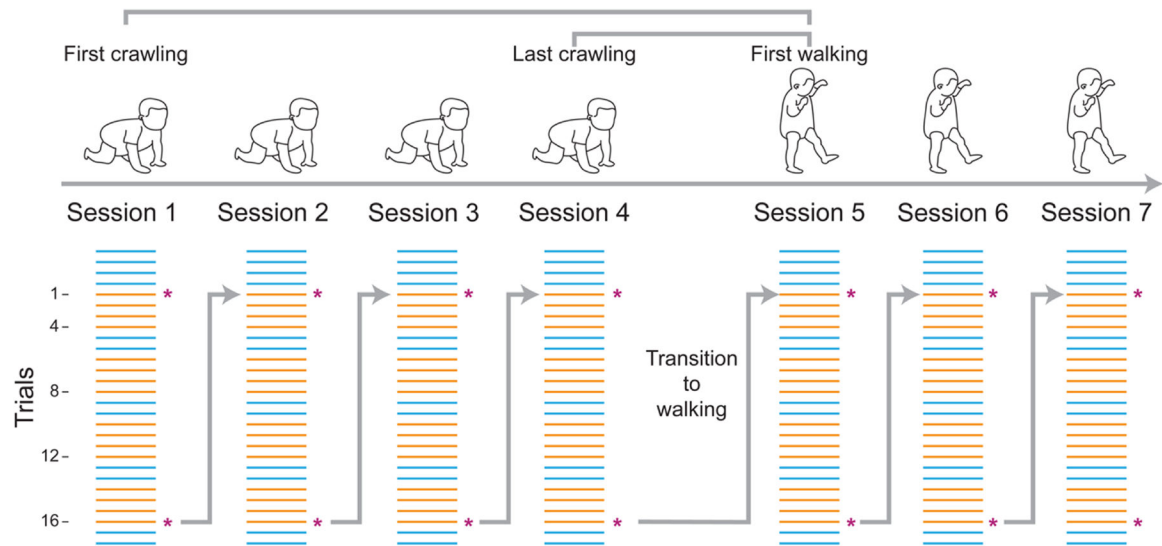 First crawling
Last crawling
First walking
Session 1
Session 2
Session 3
Session 4
Session 5
Session 6
Session 7
Trials
1 –
*
*
*
*
*
*
*
4 –
8 –
12 –
16 –
*
*
*
*
*
*
*
Transition
to
walking